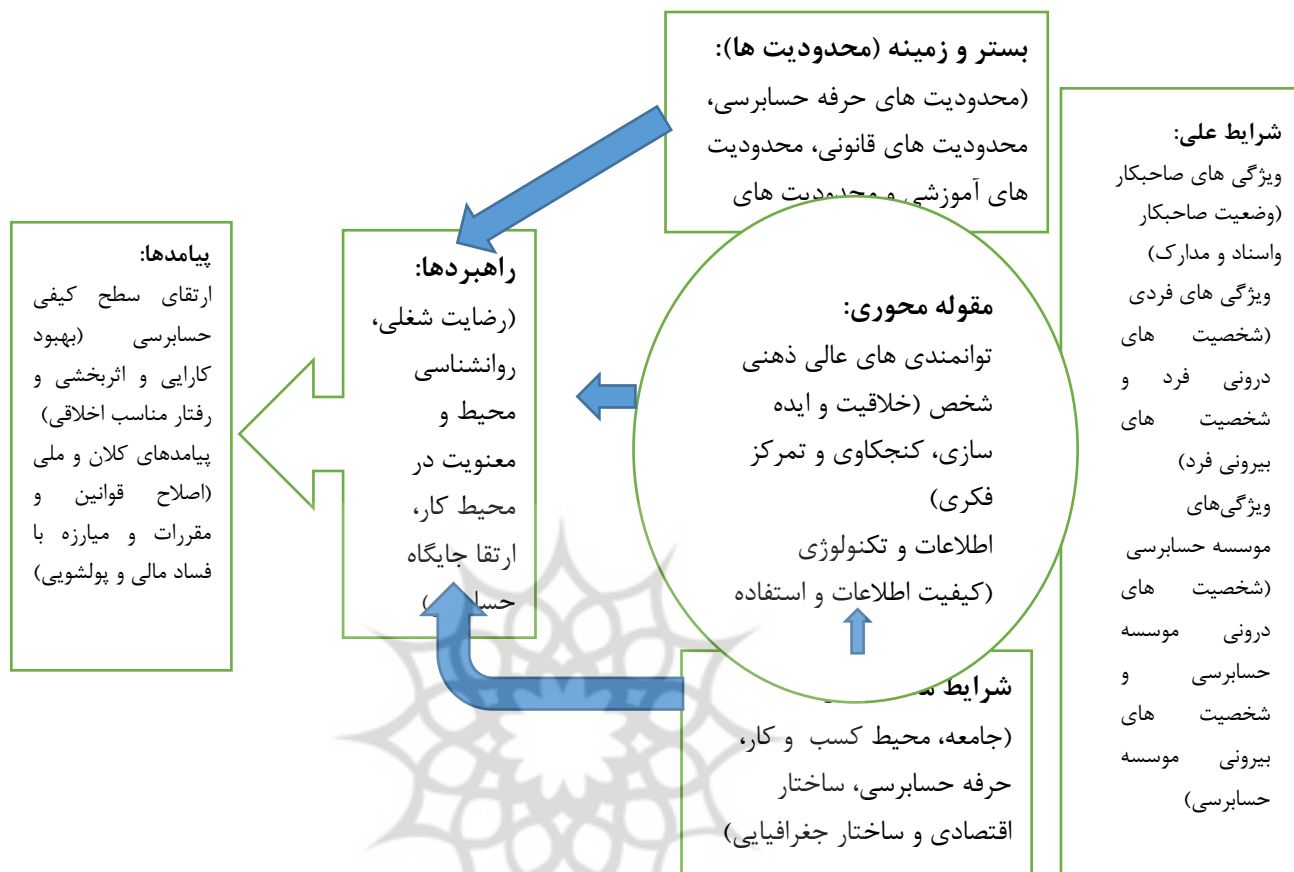 بستر و زمینه (محدودیت ها):
(محدودیت های حرفه حسابرسی،
محدودیت های قانونی، محدودیت
های آموزشی و محدودیت های
شرایط علی:
ویژگی های صاحبکار
(وضعیت صاحبکار
واسناد و مدارک)
ویژگی های فردی
(شخصیت های
درونی فرد و
شخصیت های
بیرونی فرد)
ویژگی‌های
موسسه حسابرسی
(شخصیت های
درونی موسسه
حسابرسی و
شخصیت های
بیرونی موسسه
حسابرسی)
مقوله محوری:
توانمندی های عالی ذهنی
شخص (خلاقیت و ایده
سازی، کنجکاوی و تمرکز
فکری)
اطلاعات و تکنولوژی
(کیفیت اطلاعات و استفاده
شرایط
(جامعه، محیط کسب و کار،
حرفه حسابرسی، ساختار
اقتصادی و ساختار جغرافیایی)
راهبردها:
(رضایت شغلی،
روانشناسی
محیط و
معنویت در
محیط کار،
ارتقا جایگاه
پیامدها:
ارتقای سطح کیفی
حسابرسی (بهبود
کارایی و اثربخشی و
رفتار مناسب اخلاقی)
پیامدهای کلان و ملی
(اصلاح قوانین و
مقررات و مبارزه با
فساد مالی و پولشویی)